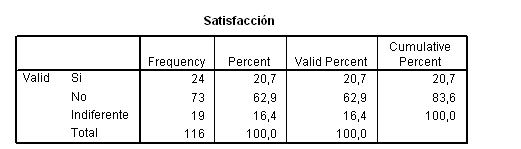 Satisfacción
Cumulative
Frequency Percent Valid Percent Percent
Valid Si 24 20,7 20,7 20,7
No 73 62,9 62,9 83,6
Indiferente 19 16,4 16,4 100,0
Total 116 100,0 100,0